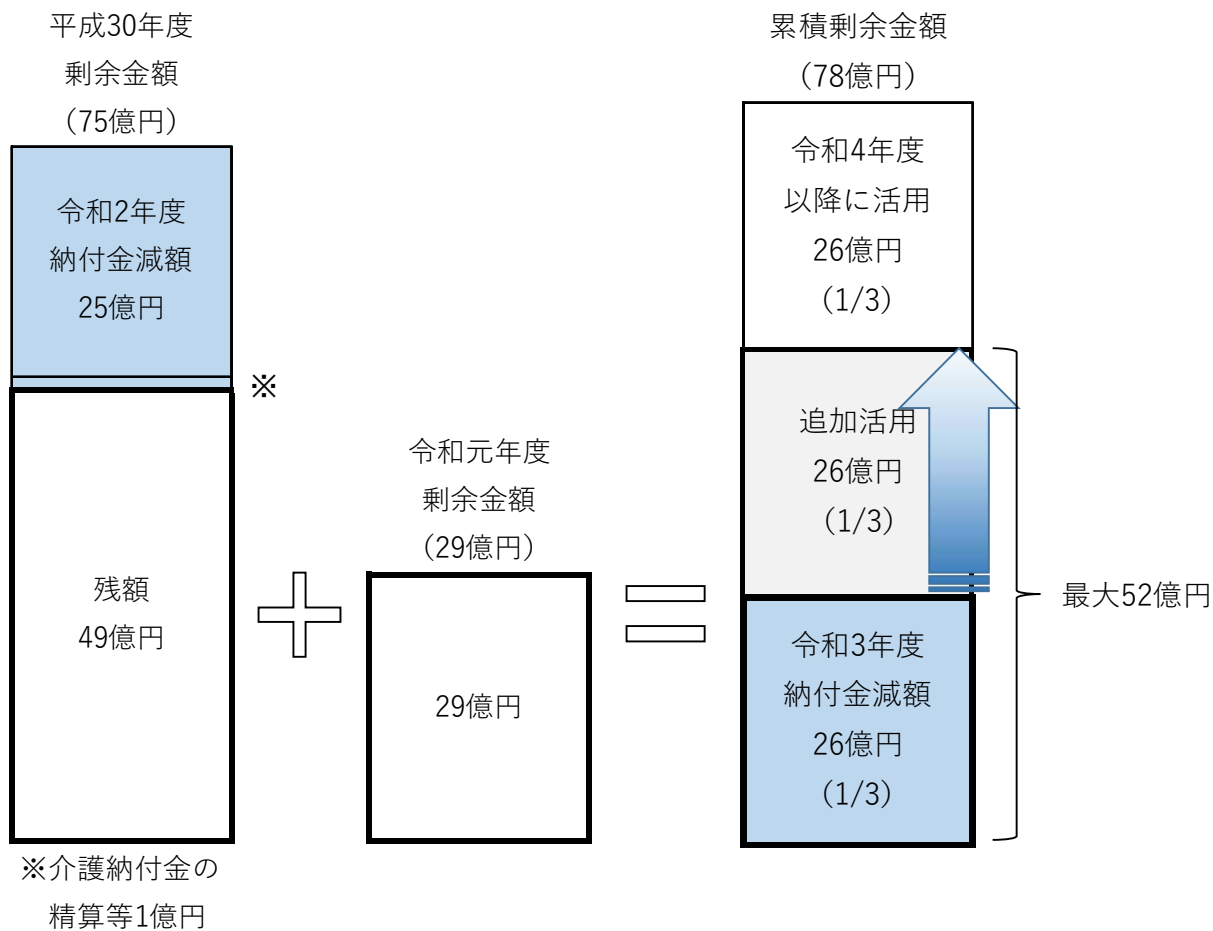 平成30年度
剰余金額
（75億円）
令和2年度
納付金減額
25億円
※
残額
49億円
※介護納付金の
精算等1億円
令和元年度
剰余金額
（29億円）
29億円
累積剰余金額
（78億円）
令和4年度
以降に活用
26億円
（1/3）
追加活用
26億円
（1/3）
令和3年度
納付金減額
26億円
（1/3）
最大52億円